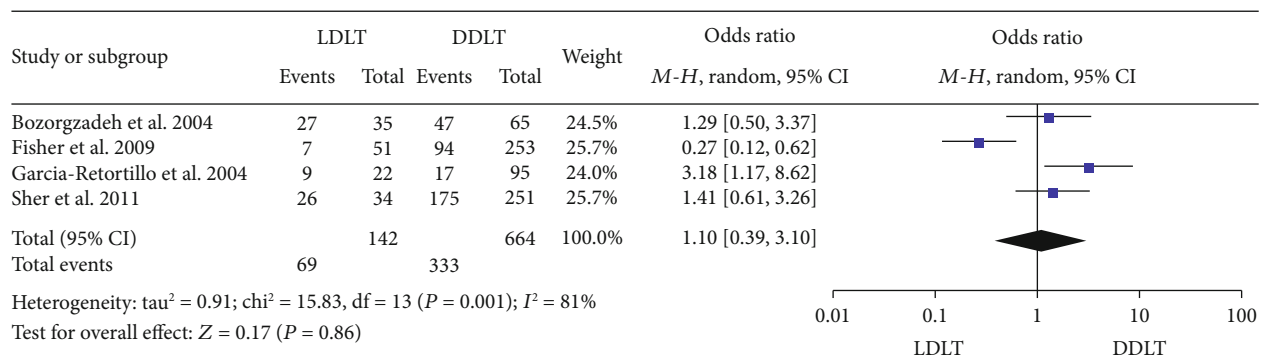 Study or subgroup LDLT DDLT Weight Odds ratio Odds ratio
Events Total Events Total M-H, random, 95% CI M-H, random, 95% CI
Bozorgzadeh et al. 2004 27 35 47 65 24.5% 1.29 [0.50, 3.37]
Fisher et al. 2009 7 51 94 253 25.7% 0.27 [0.12, 0.62]
Garcia-Retortillo et al. 2004 9 22 17 95 24.0% 3.18 [1.17, 8.62]
Sher et al. 2011 26 34 175 251 25.7% 1.41 [0.61, 3.26]
Total (95% CI) 142 664 100.0% 1.10 [0.39, 3.10]
Total events 69 333
Heterogeneity: tau² = 0.91; chi² = 15.83, df = 13 (P = 0.001); I² = 81%
Test for overall effect: Z = 0.17 (P = 0.86)
0.01 0.1 1 10 100
LDLT DDLT